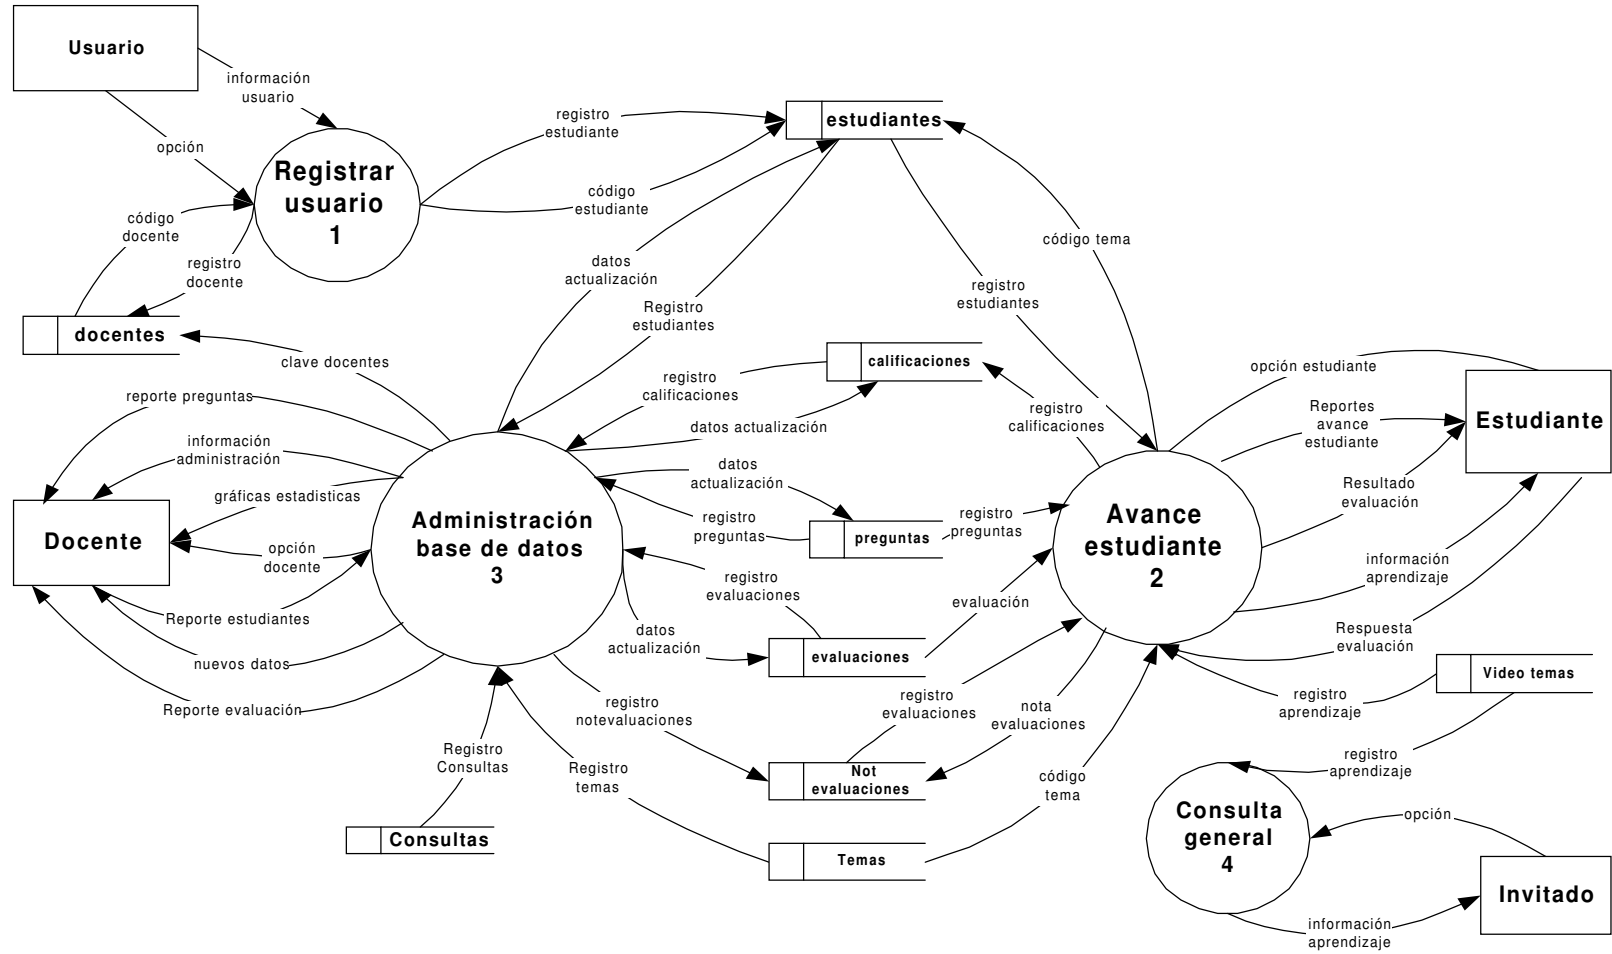 Usuario
información
usuario
opción
Registrar
usuario
1
registro
estudiante
código
estudiante
estudiantes
código
docente
registro
docente
docentes
clave docentes
datos
actualización
Registro
estudiantes
registro
estudiantes
código tema
calificaciones
registro
calificaciones
datos actualización
registro
calificaciones
reporte preguntas
información
administración
gráficas estadisticas
opción
docente
Docente
Reporte estudiantes
nuevos datos
Reporte evaluación
Administración
base de datos
3
datos
actualización
registro
preguntas
preguntas
registro
preguntas
registro
evaluaciones
datos
actualización
evaluaciones
evaluación
registro
notevaluaciones
registro
evaluaciones
nota
evaluaciones
Not
evaluaciones
Registro
Consultas
Consultas
Registro
temas
Temas
código
tema
Avance
estudiante
2
opción estudiante
Reportes
avance
estudiante
Resultado
evaluación
Estudiante
información
aprendizaje
Respuesta
evaluación
Video temas
registro
aprendizaje
registro
aprendizaje
Consulta
general
4
opción
Invitado
información
aprendizaje